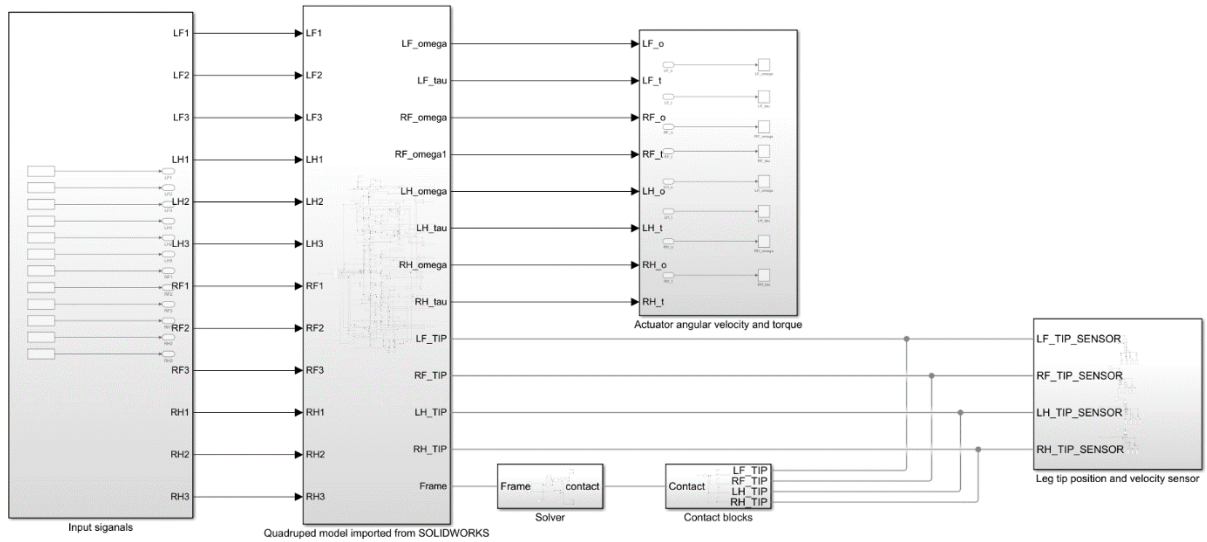 LF1
LF2
LF3
LH1
LH2
LH3
RF1
RF2
RF3
RH1
RH2
RH3
Input siganals
LF1
LF2
LF3
LH1
LH2
LH3
RF1
RF2
RF3
RH1
RH2
RH3
LF_omega
LF_tau
RF_omega
RF_omega1
LH_omega
LH_tau
RH_omega
RH_tau
LF_TIP
RF_TIP
LH_TIP
RH_TIP
Frame
Quadruped model imported from SOLIDWORKS
LF_o
LF_t
RF_o
RF_t
LH_o
LH_t
RH_o
RH_t
Actuator angular velocity and torque
Frame
contact
Solver
Contact
LF_TIP
RF_TIP
LH_TIP
RH_TIP
Contact blocks
LF_TIP_SENSOR
RF_TIP_SENSOR
LH_TIP_SENSOR
RH_TIP_SENSOR
Leg tip position and velocity sensor